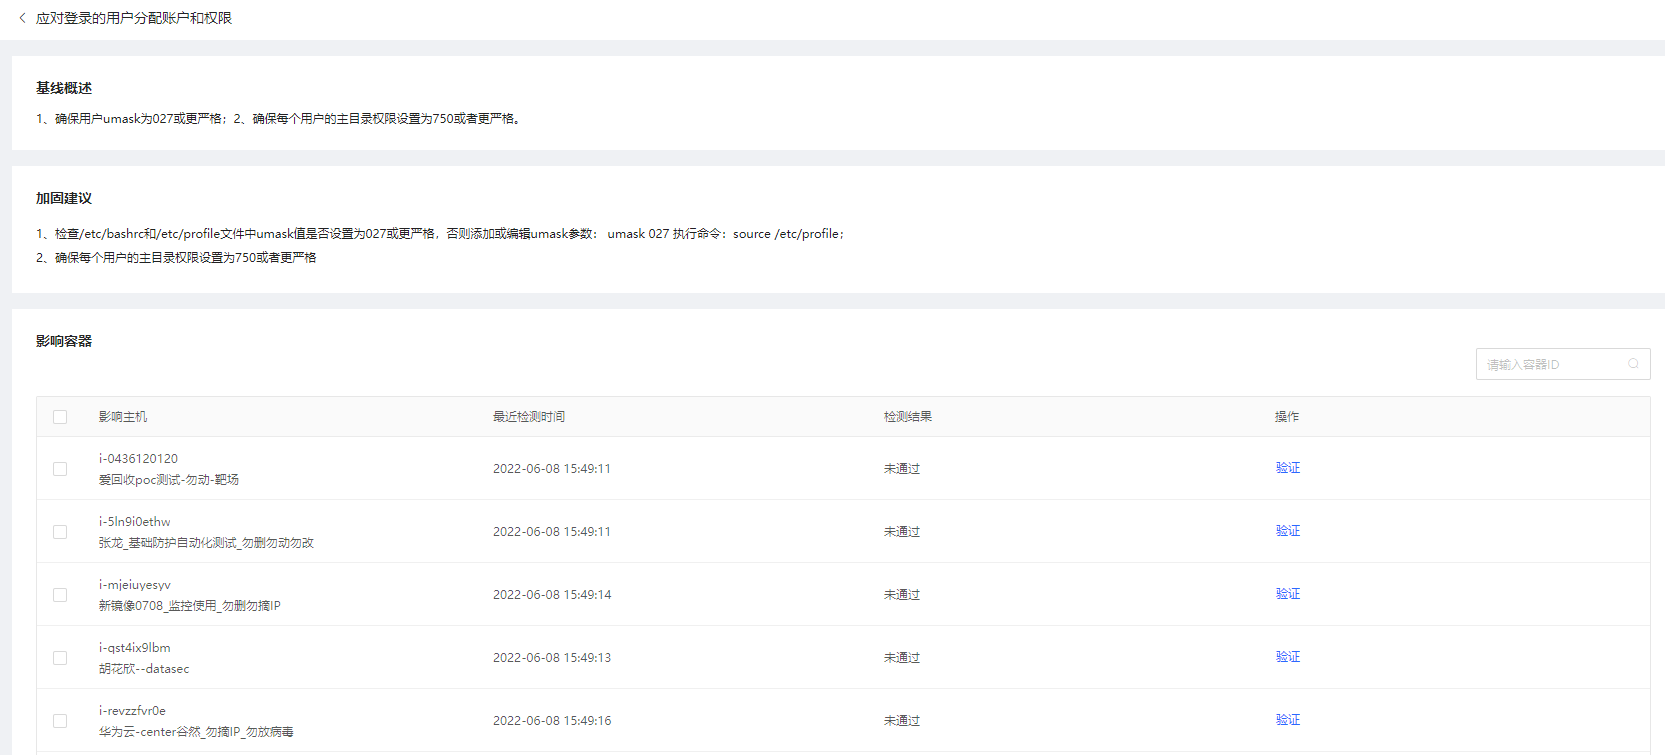 应对登录的用户分配账户和权限
基线概述
1、确保用户umask为027或更严格；2、确保每个用户的主目录权限设置为750或者更严格。
加固建议
1、检查/etc/bashrc和/etc/profile文件中umask值是否设置为027或更严格，否则添加或编辑umask参数： umask 027 执行命令：source /etc/profile；
2、确保每个用户的主目录权限设置为750或者更严格
影响容器
请输入容器ID
影响主机 最近检测时间 检测结果 操作
i-0436120120
爱回收poc测试-勿动-靶场 2022-06-08 15:49:11 未通过 验证
i-5ln9i0ethw
张龙_基础防护自动化测试_勿删勿动勿改 2022-06-08 15:49:11 未通过 验证
i-mjeiuyesyv
新镜像0708_监控使用_勿删勿摘IP 2022-06-08 15:49:14 未通过 验证
i-qst4ix9lbm
胡花欣--datasec 2022-06-08 15:49:13 未通过 验证
i-revzzfvr0e
华为云-center谷然_勿摘IP_勿放病毒 2022-06-08 15:49:16 未通过 验证